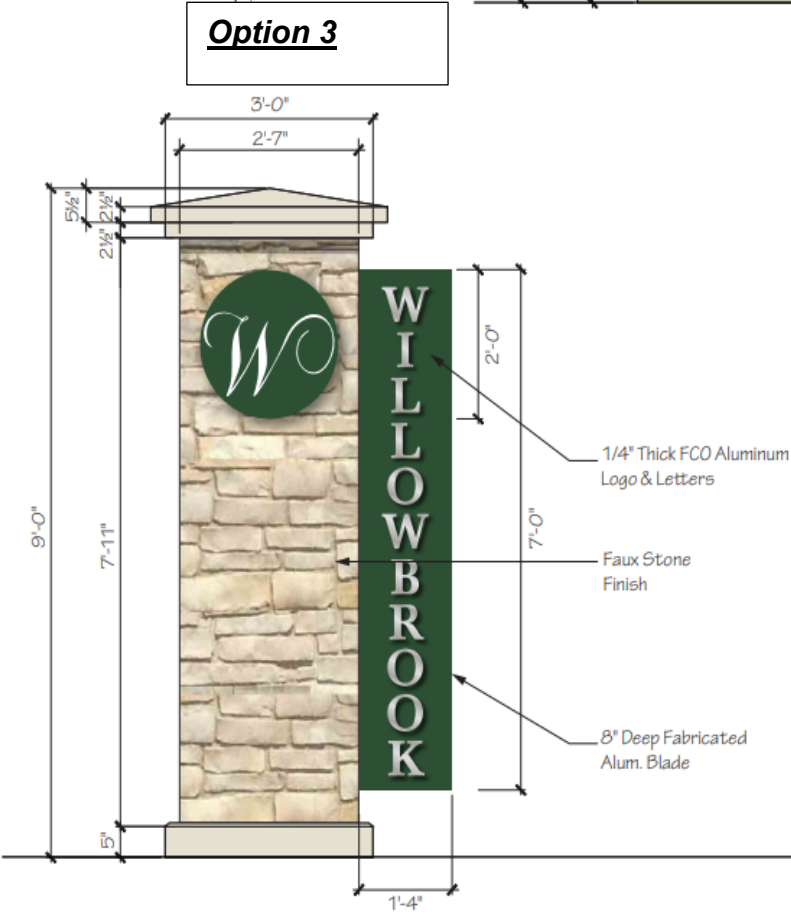 Option 3
3'-0"
2'-7"
5½"
2½"
2½"
9'-0"
7'-11"
5"
W
WILLOWBROOK
2'-0"
7'-0"
1/4" Thick FCO Aluminum
Logo & Letters
Faux Stone
Finish
8" Deep Fabricated
Alum. Blade
1'-4"